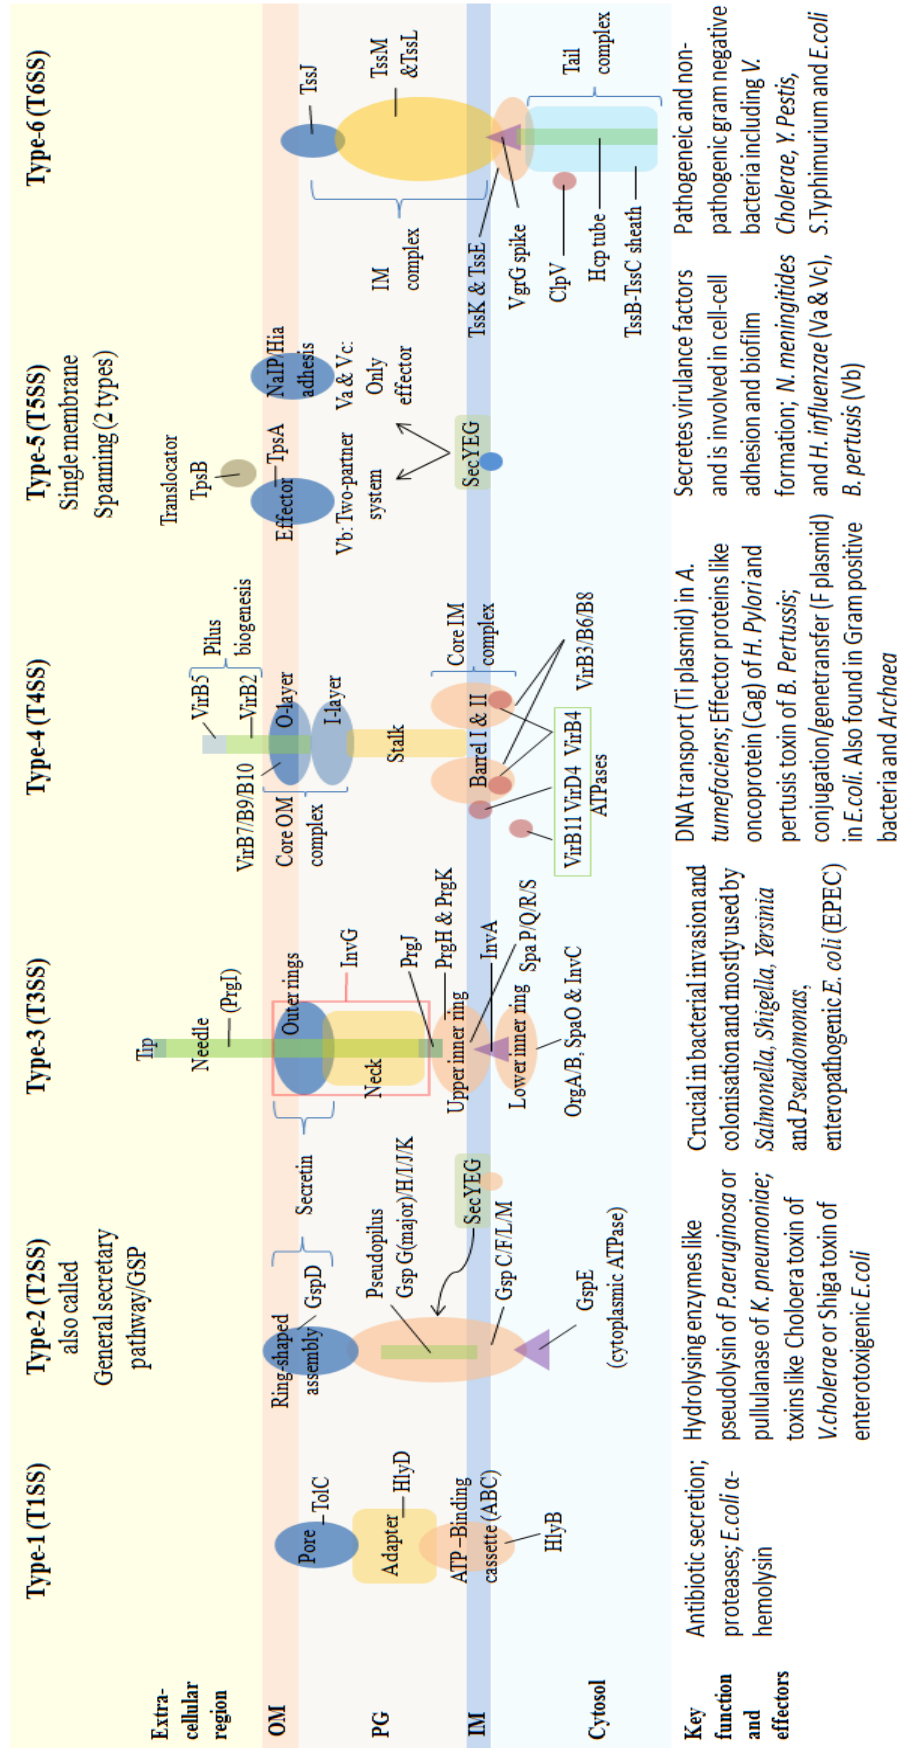 Type-1 (T1SS)
Type-2 (T2SS)
also called
General secretary
pathway/GSP
Type-3 (T3SS)
Type-4 (T4SS)
Type-5 (T5SS)
Single membrane
Spanning (2 types)
Type-6 (T6SS)
Extra-
cellular
region
OM
PG
IM
Cytosol
Key
function
and
effectors
Pore
TolC
Adapter
HlyD
ATP–Binding
cassette (ABC)
HlyB
Antibiotic secretion;
proteases; E.coli α-
hemolysin
Ring-shaped
assembly
GspD
Secretin
Pseudopilus
Gsp G(major)/H/I/J/K
SecYEG
Gsp C/F/L/M
GspE
(cytoplasmic ATPase)
Hydrolysing enzymes like
pseudolysin of P.aeruginosa or
pullulanase of K. pneumoniae;
toxins like Choloera toxin of
V.cholerae or Shiga toxin of
enterotoxigenic E.coli
Tip
Needle
(PrgI)
Outer rings
InvG
Neck
PrgJ
PrgH & PrgK
Upper inner ring
InvA
Lower inner ring
Spa P/Q/R/S
OrgA/B, SpaO & InvC
Crucial in bacterial invasion and
colonisation and mostly used by
Salmonella, Shigella, Yersinia
and Pseudomonas,
enteropathogenic E. coli (EPEC)
VirB5
Pilus
biogenesis
VirB2
VirB7/B9/B10
O-layer
Core OM
complex
I-layer
Stalk
Core IM
complex
Barrel I & II
VirB3/B6/B8
VirB11 VirD4 VirB4
ATPases
DNA transport (Ti plasmid) in A.
tumefaciens; Effector proteins like
oncoprotein (Cag) of H. Pylori and
pertusis toxin of B. Pertussis;
conjugation/genetransfer (F plasmid)
in E.coli. Also found in Gram positive
bacteria and Archaea
Translocator
TpsB
Effector
TpsA
Vb: Two-partner
system
NaIP/Hia
adhesis
Va & Vc:
Only
effector
SecYEG
Secretes virulance factors
and is involved in cell-cell
adhesion and biofilm
formation; N. meningitides
and H. influenzae (Va & Vc),
B. pertusis (Vb)
TssJ
TssM
&TssL
IM
complex
TssK & TssE
VgrG spike
ClpV
Hcp tube
TssB-TssC sheath
Tail
complex
Pathogeneic and non-
pathogenic gram negative
bacteria including V.
Cholerae, Y. Pestis,
S.Typhimurium and E.coli